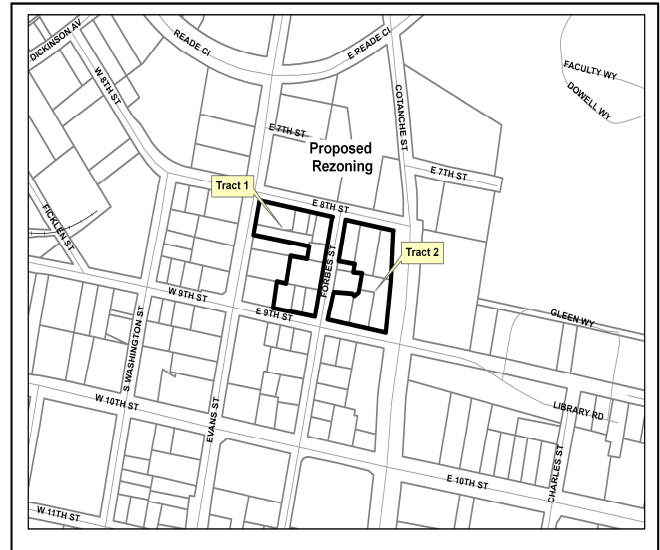 DICKINSON AV
READE CI
E READE CI
W 8TH ST
COTANCHE ST
FACULTY WY
DOWELL WY
E 7TH ST
Proposed
Rezoning
E 7TH ST
Tract 1
E 8TH ST
FICKLEN ST
Tract 2
FORBES ST
W 9TH ST
E 9TH ST
GLEEN WY
S WASHINGTON ST
EVANS ST
W 10TH ST
LIBRARY RD
CHARLES ST
E 10TH ST
W 11TH ST